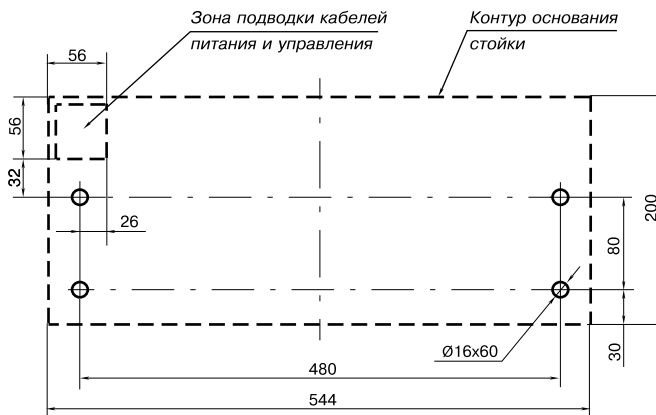 Зона подводки кабелей
питания и управления
Контур основания
стойки
56
56
32
26
200
80
30
Ø16x60
480
544